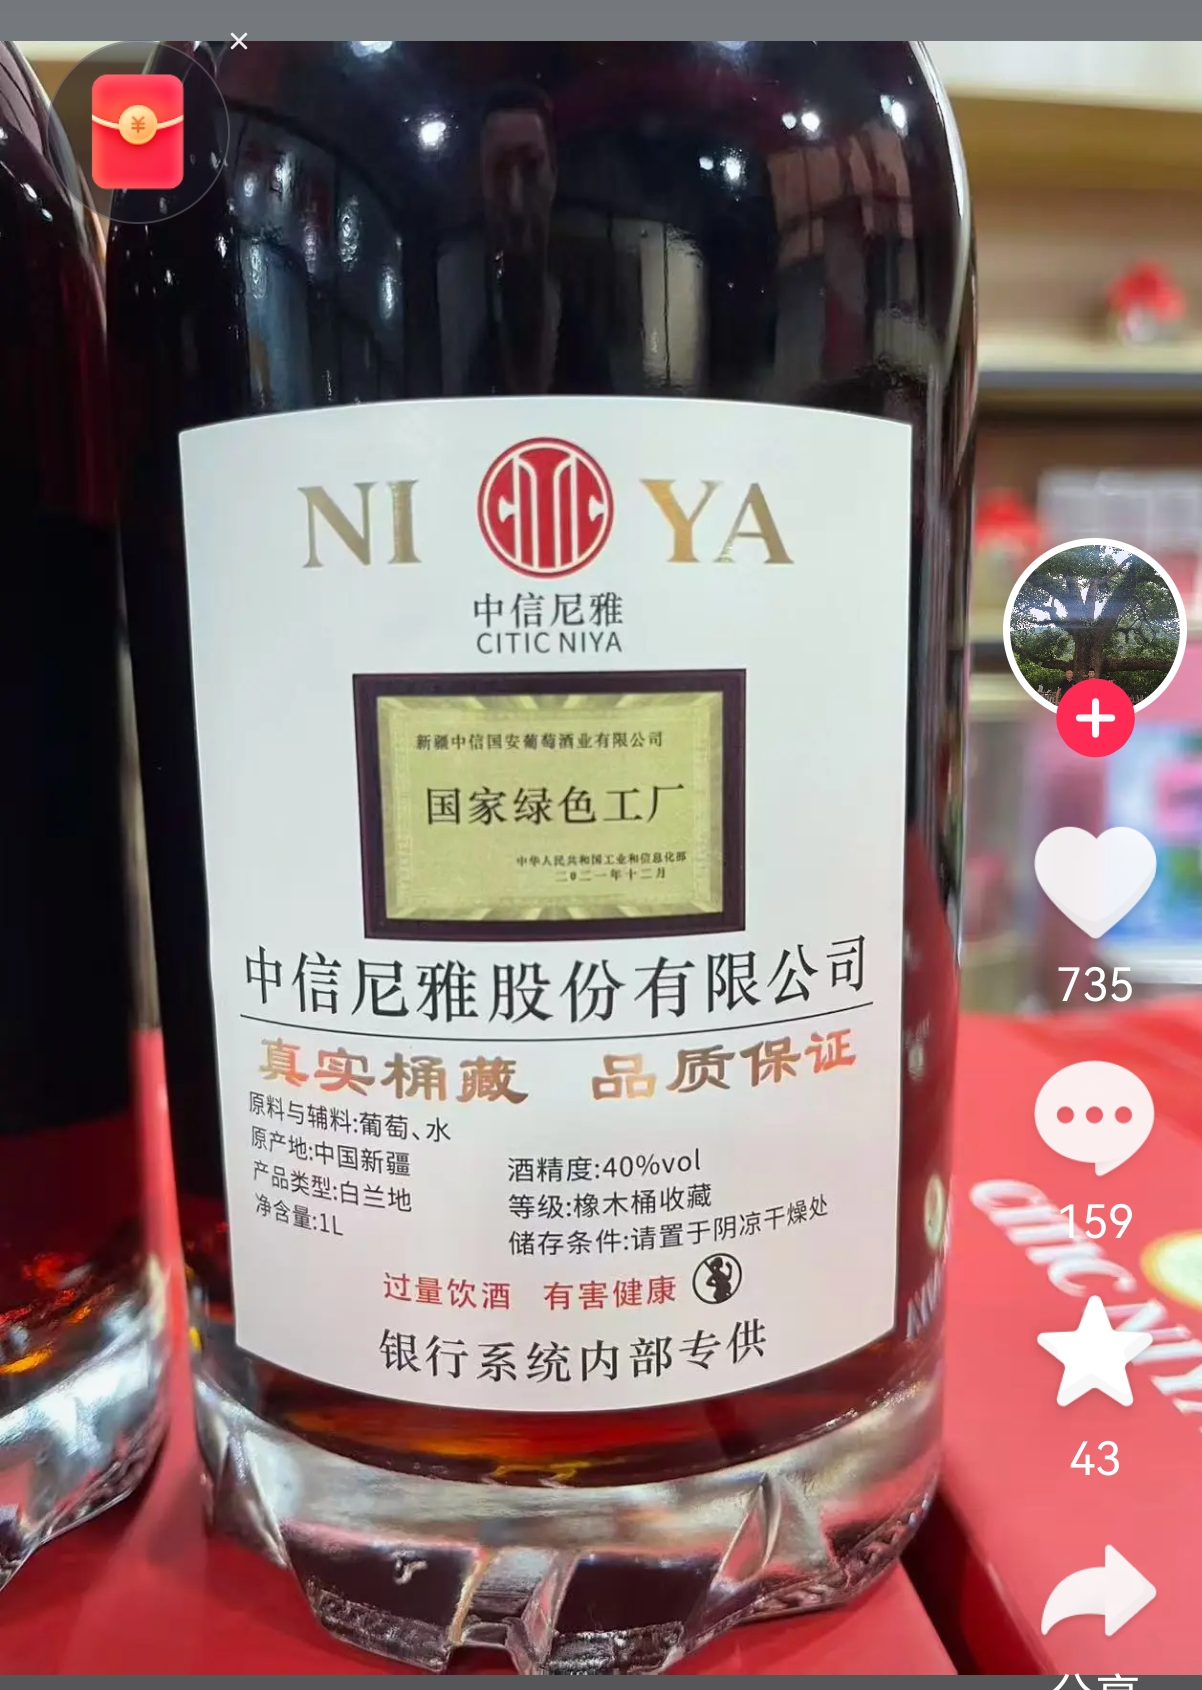 NI CITIC YA
中信尼雅
CITIC NIYA
新疆中信国安葡萄酒业有限公司
国家绿色工厂
中华人民共和国工业和信息化部
二0二一年十二月
中信尼雅股份有限公司
真实桶藏 品质保证
原料与辅料:葡萄、水
原产地:中国新疆
产品类型:白兰地
净含量:1L
酒精度:40%vol
等级:橡木桶收藏
储存条件:请置于阴凉干燥处
过量饮酒 有害健康
银行系统内部专供
735
159
43
分享
CITIC NIY